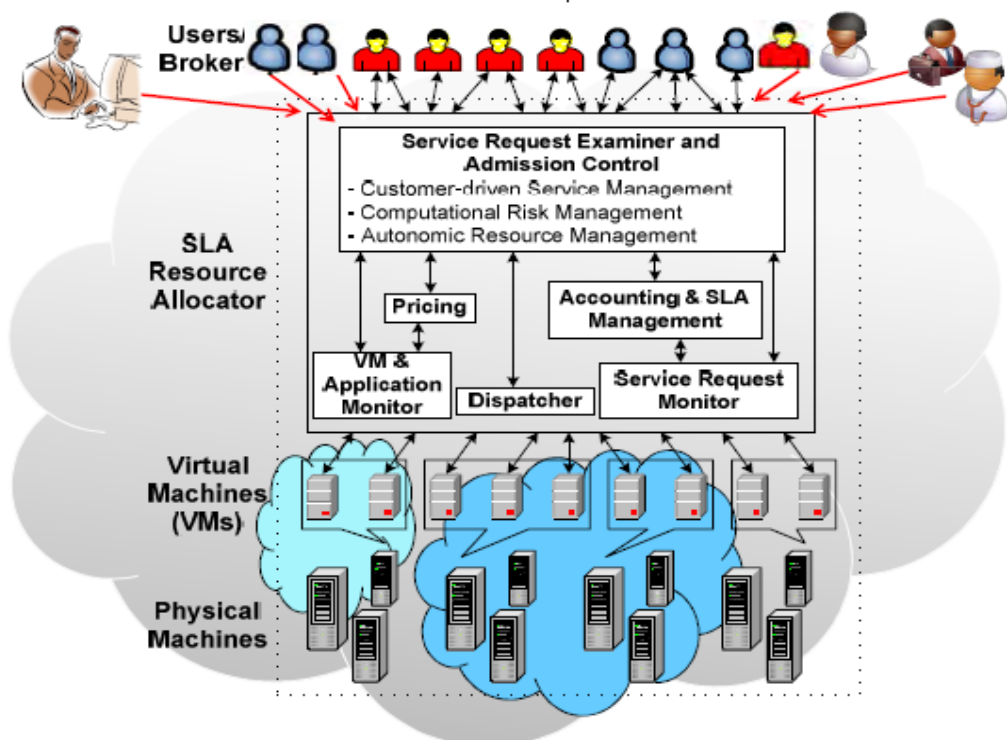 Users/
Broker
Service Request Examiner and
Admission Control
- Customer-driven Service Management
- Computational Risk Management
- Autonomic Resource Management
SLA
Resource
Allocator
Pricing
Accounting & SLA
Management
VM &
Application
Monitor
Dispatcher
Service Request
Monitor
Virtual
Machines
(VMs)
Physical
Machines